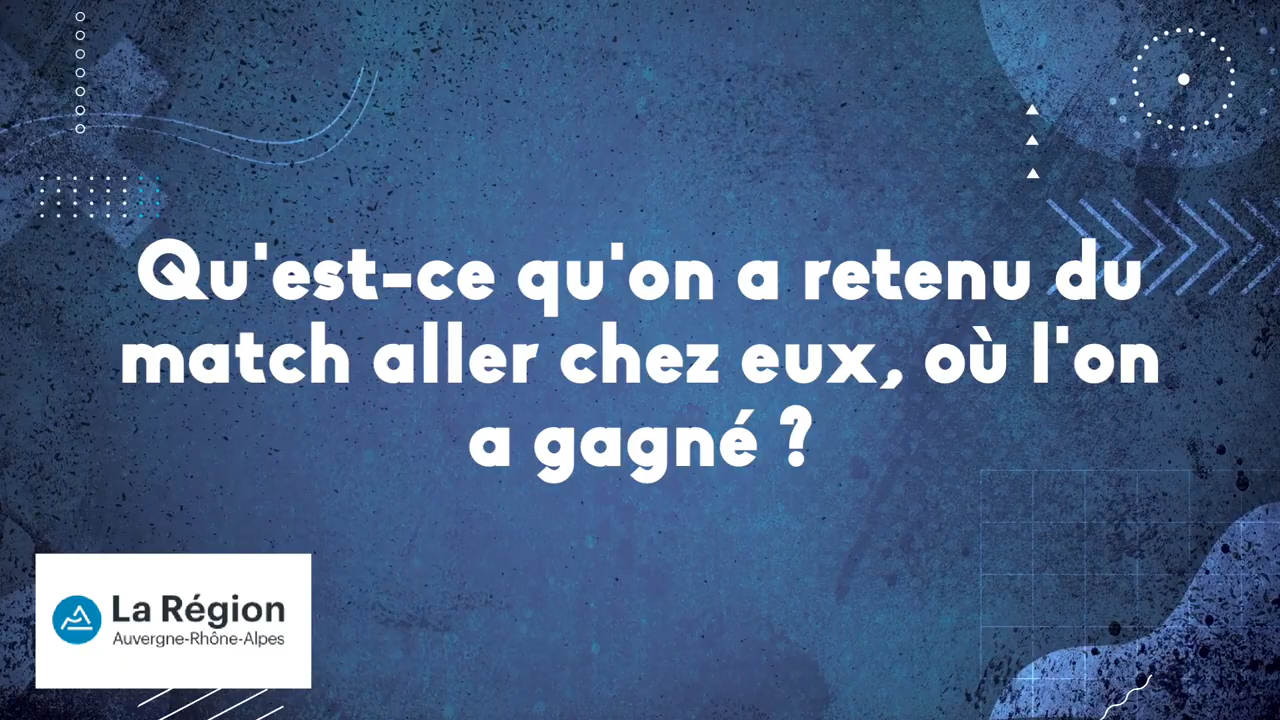 Qu'est-ce qu'on a retenu du
match aller chez eux, où l'on
a gagné ?
La Région
Auvergne-Rhône-Alpes